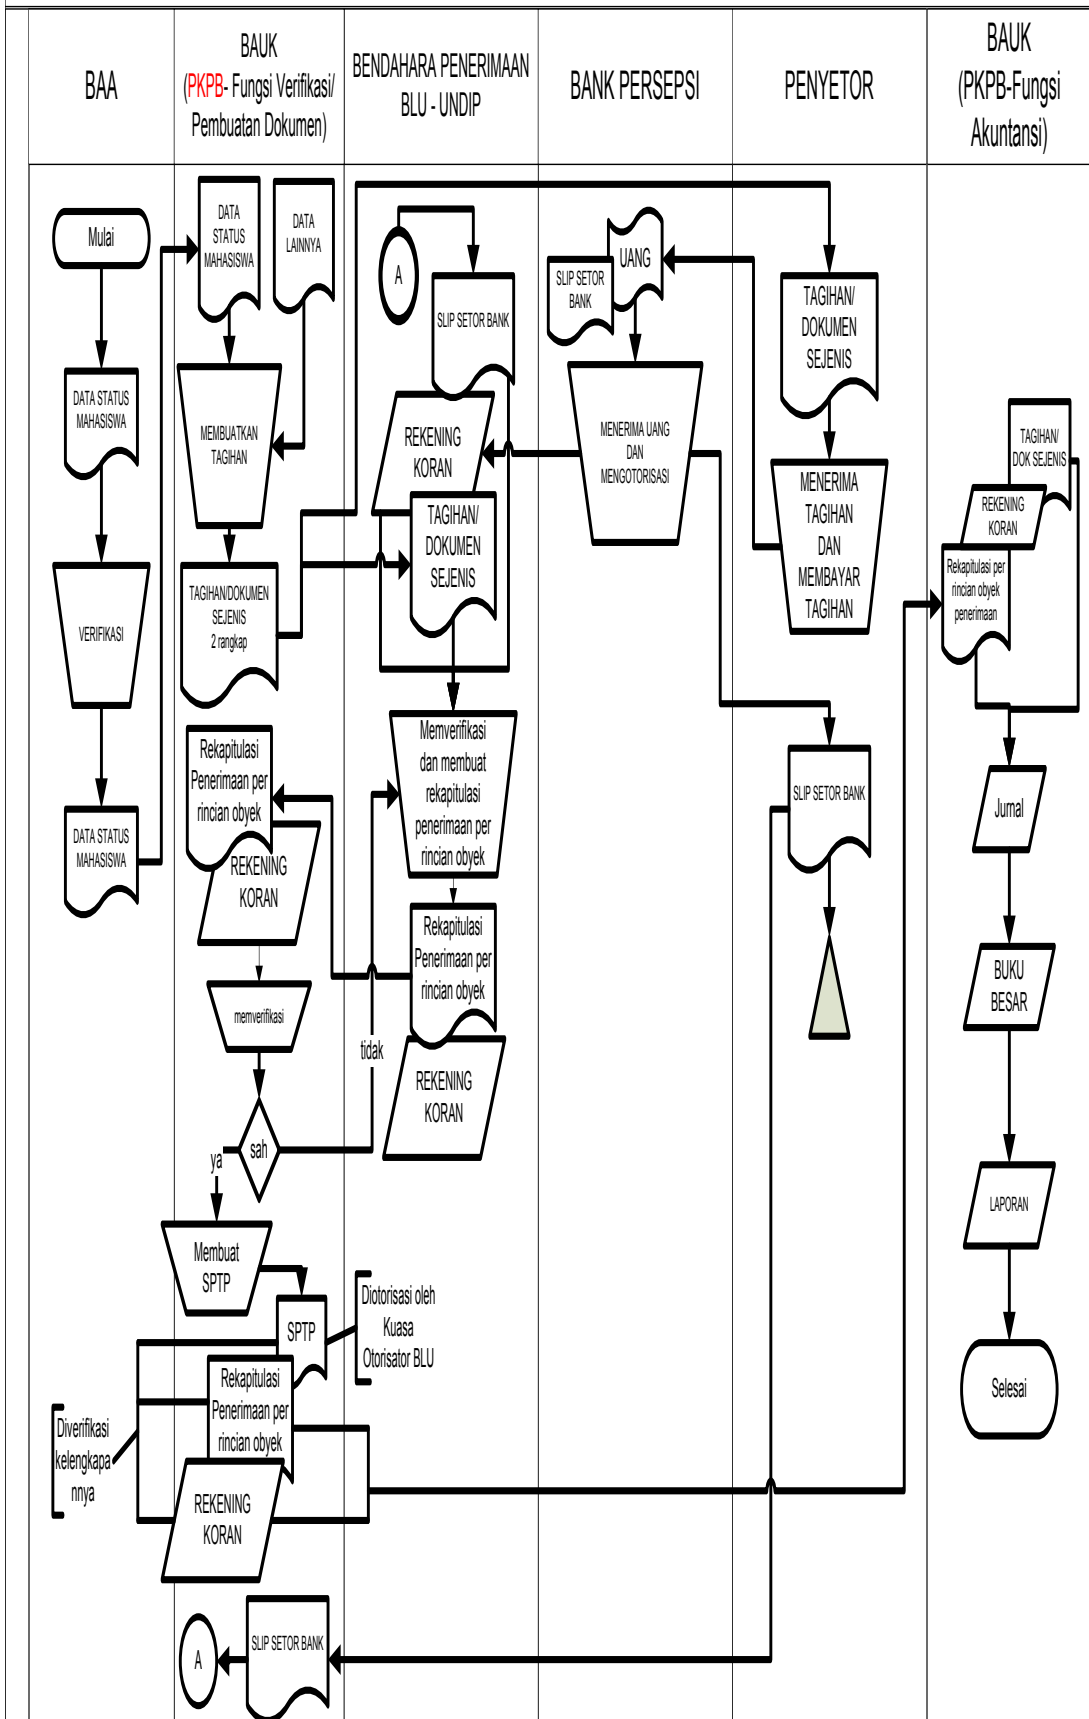 BAA
BAUK
(PKPB- Fungsi Verifikasi/
Pembuatan Dokumen)
BENDAHARA PENERIMAAN
BLU - UNDIP
BANK PERSEPSI
PENYETOR
BAUK
(PKPB-Fungsi
Akuntansi)
Mulai
DATA STATUS
MAHASISWA
VERIFIKASI
DATA STATUS
MAHASISWA
DATA
STATUS
MAHASISWA
DATA
LAINNYA
MEMBUATKAN
TAGIHAN
TAGIHAN/DOKUMEN
SEJENIS
2 rangkap
Rekapitulasi
Penerimaan per
rincian obyek
REKENING
KORAN
memverifikasi
sah
ya
tidak
Membuat
SPTP
SPTP
Diotorisasi oleh
Kuasa
Otorisator BLU
Rekapitulasi
Penerimaan per
rincian obyek
REKENING
KORAN
Diverifikasi
kelengkapa
nnya
SLIP SETOR BANK
A
A
SLIP SETOR BANK
REKENING
KORAN
TAGIHAN/
DOKUMEN
SEJENIS
Memverifikasi
dan membuat
rekapitulasi
penerimaan per
rincian obyek
Rekapitulasi
Penerimaan per
rincian obyek
REKENING
KORAN
UANG
SLIP SETOR
BANK
MENERIMA UANG
DAN
MENGOTORISASI
TAGIHAN/
DOKUMEN
SEJENIS
MENERIMA
TAGIHAN
DAN
MEMBAYAR
TAGIHAN
SLIP SETOR BANK
TAGIHAN/
DOK SEJENIS
REKENING
KORAN
Rekapitulasi per
rincian obyek
penerimaan
Jurnal
BUKU
BESAR
LAPORAN
Selesai